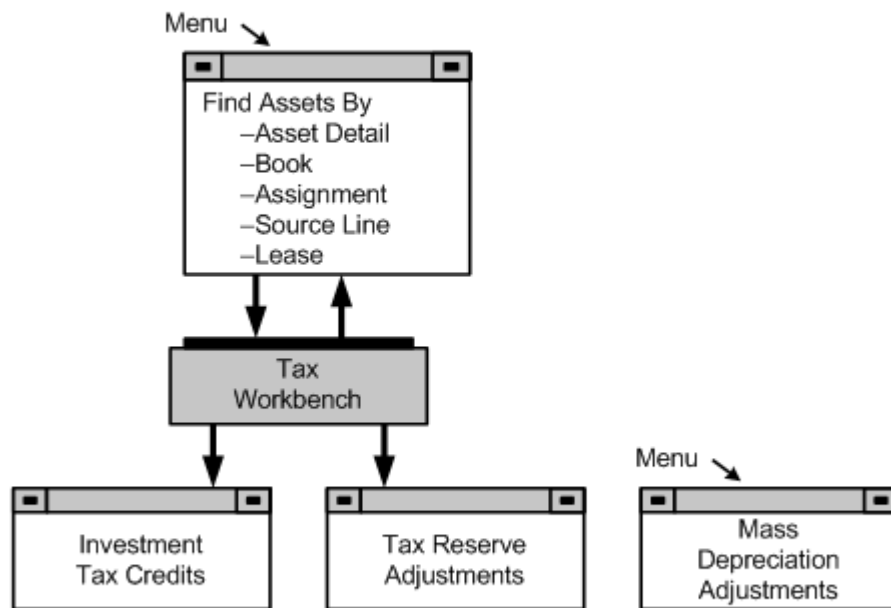 Menu
Find Assets By
–Asset Detail
–Book
–Assignment
–Source Line
–Lease
Tax
Workbench
Investment
Tax Credits
Tax Reserve
Adjustments
Menu
Mass
Depreciation
Adjustments